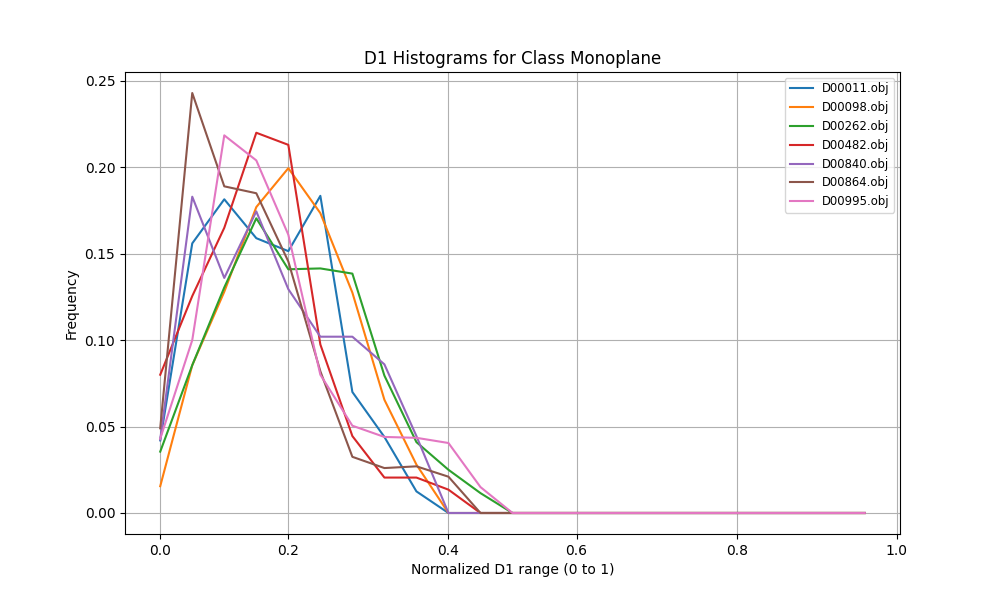 D1 Histograms for Class Monoplane
0.25
0.20
0.15
0.10
0.05
0.00
Frequency
D00011.obj
D00098.obj
D00262.obj
D00482.obj
D00840.obj
D00864.obj
D00995.obj
0.0 0.2 0.4 0.6 0.8 1.0
Normalized D1 range (0 to 1)